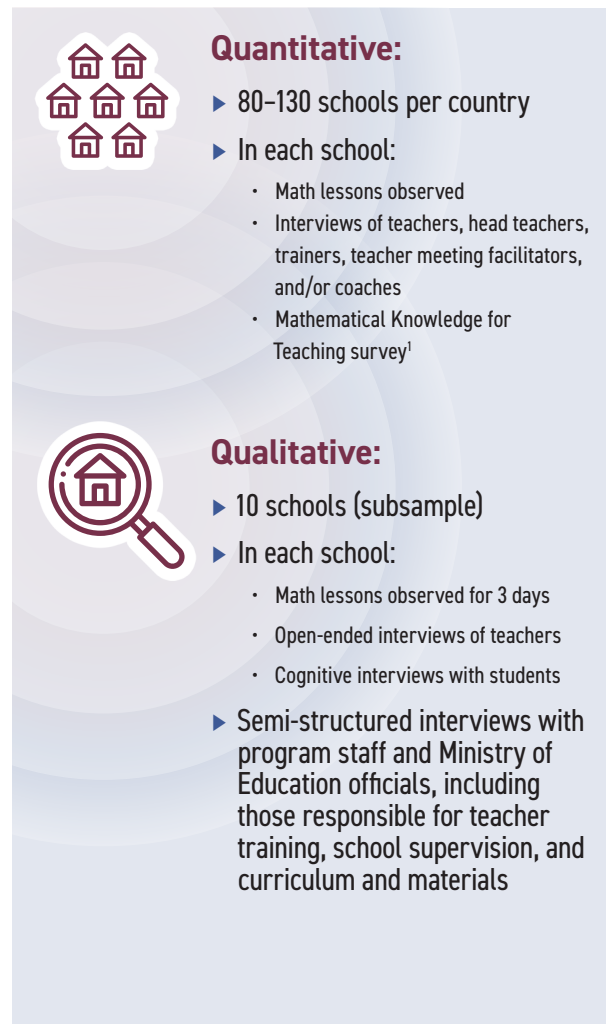 Quantitative:
▶ 80–130 schools per country
▶ In each school:
• Math lessons observed
• Interviews of teachers, head teachers,
trainers, teacher meeting facilitators,
and/or coaches
• Mathematical Knowledge for
Teaching survey¹
Qualitative:
▶ 10 schools (subsample)
▶ In each school:
• Math lessons observed for 3 days
• Open-ended interviews of teachers
• Cognitive interviews with students
▶ Semi-structured interviews with
program staff and Ministry of
Education officials, including
those responsible for teacher
training, school supervision, and
curriculum and materials